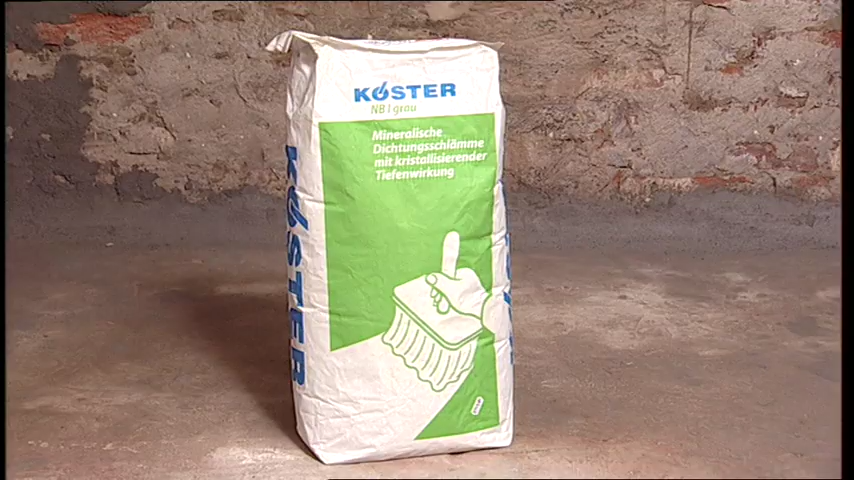 KÖSTER
NB 1 grau
Mineralische
Dichtungsschlämme
mit kristallisierender
Tiefenwirkung
KÖSTER